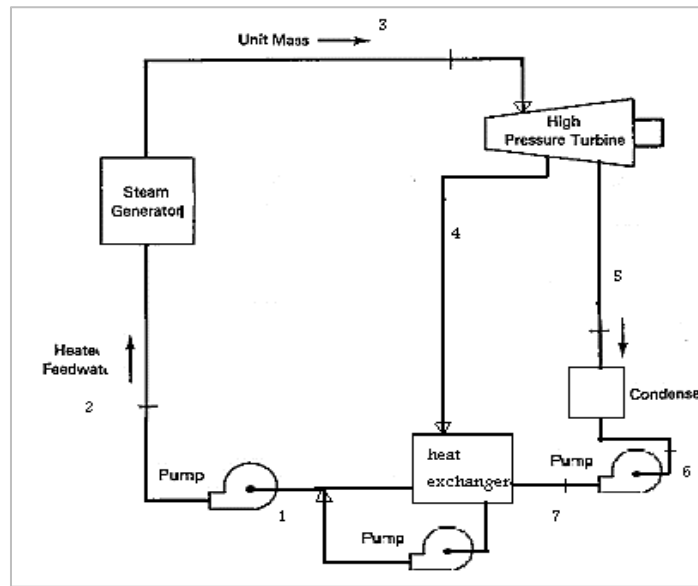 3
Unit Mass
High
Pressure Turbine
Steam
Generator
4
5
Heate
Feedwate
2
Condense
heat
exchanger
Pump
6
Pump
1
7
Pump